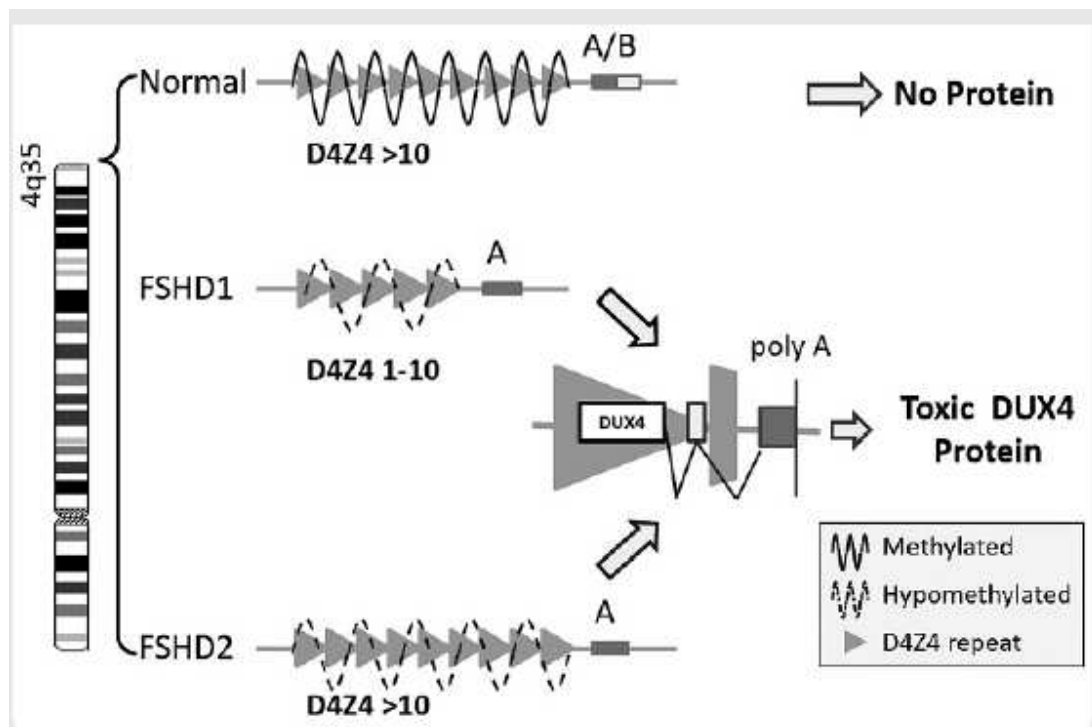 A/B
Normal
No Protein
D4Z4 >10
4q35
A
FSHD1
D4Z4 1-10
poly A
DUX4
Toxic DUX4
Protein
Methylated
Hypomethylated
D4Z4 repeat
A
FSHD2
D4Z4 >10